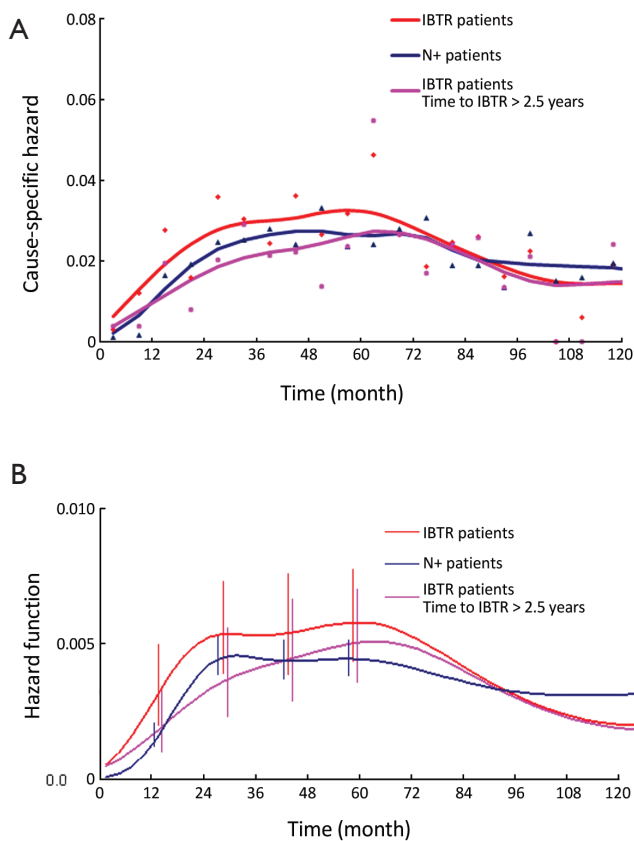 A
0.08
0.06
0.04
0.02
0
Cause-specific hazard
IBTR patients
N+ patients
IBTR patients
Time to IBTR > 2.5 years
0 12 24 36 48 60 72 84 96 108 120
Time (month)
B
0.010
0.005
0.0
0
Hazard function
IBTR patients
N+ patients
IBTR patients
Time to IBTR > 2.5 years
12 24 36 48 60 72 84 96 108 120
Time (month)